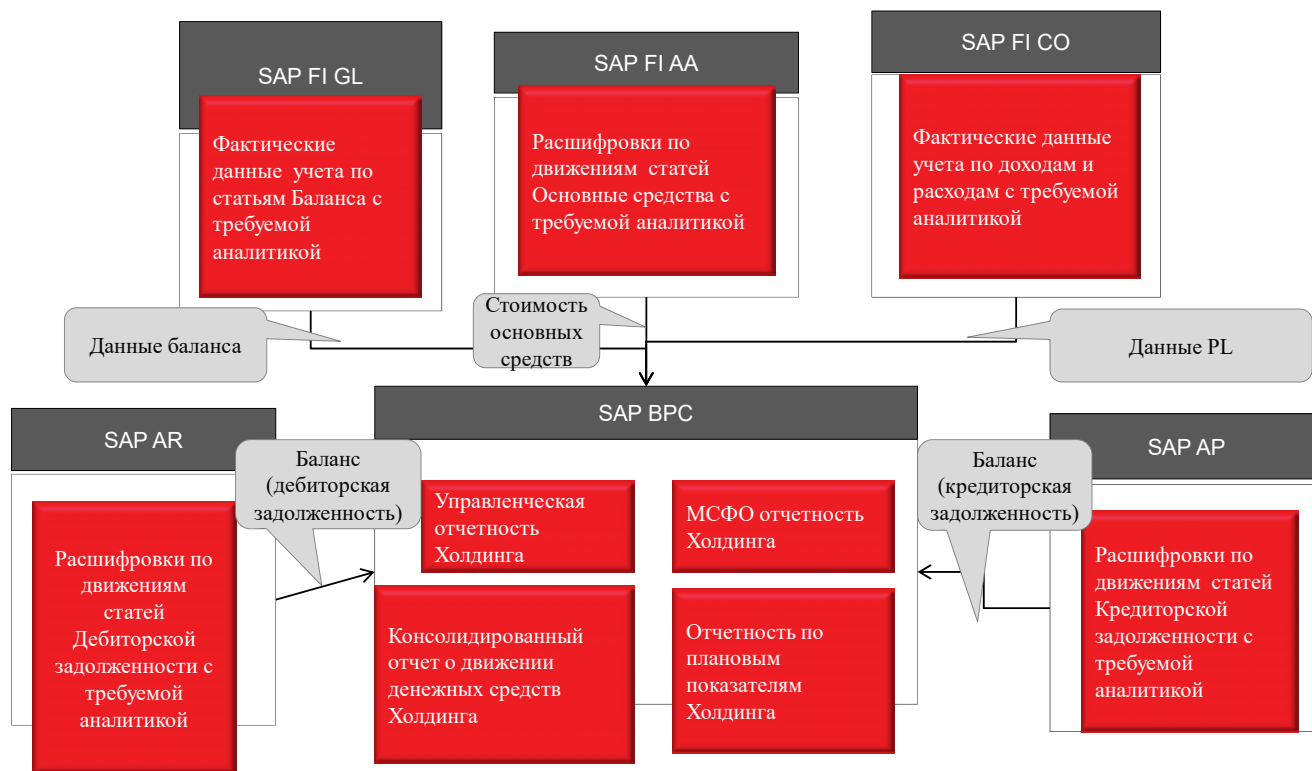 SAP FI GL
Фактические
данные учета по
статьям Баланса с
требуемой
аналитикой
SAP FI AA
Расшифровки по
движениям статей
Основные средства с
требуемой аналитикой
SAP FI CO
Фактические данные
учета по доходам и
расходам с требуемой
аналитикой
Данные баланса
Стоимость
основных
средств
Данные PL
SAP AR
Расшифровки по
движениям
статей
Дебиторской
задолженности с
требуемой
аналитикой
Баланс
(дебиторская
задолженность)
SAP BPC
Управленческая
отчетность
Холдинга
МСФО отчетность
Холдинга
Консолидированный
отчет о движении
денежных средств
Холдинга
Отчетность по
плановым
показателям
Холдинга
Баланс
(кредиторская
задолженность)
SAP AP
Расшифровки по
движениям статей
Кредиторской
задолженности с
требуемой
аналитикой